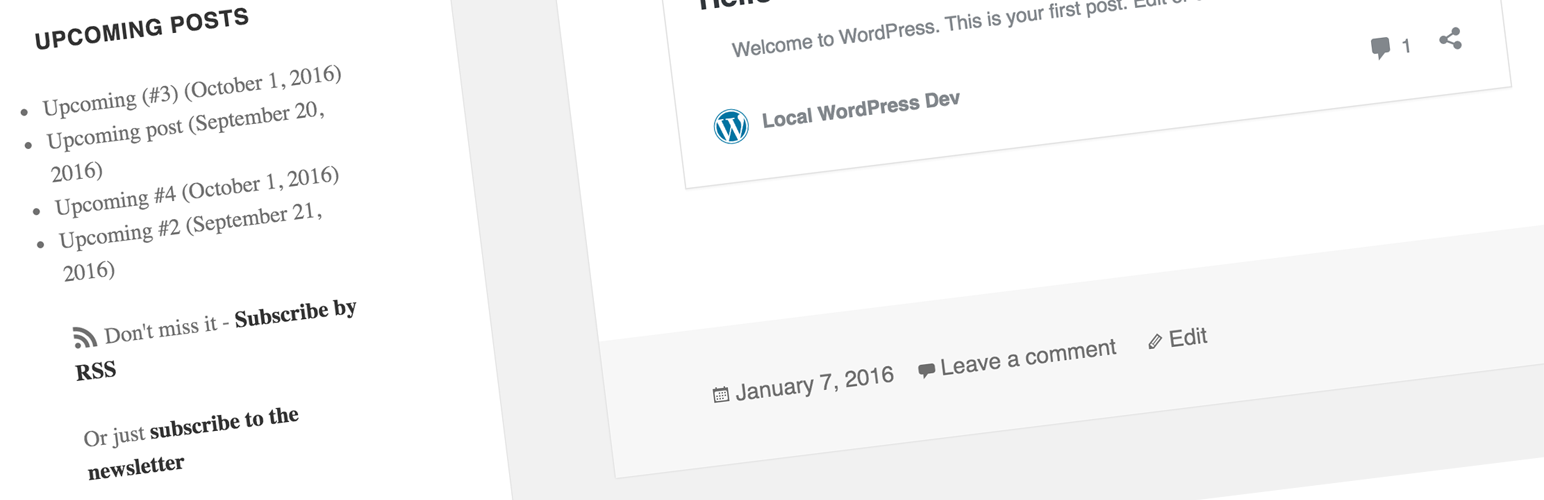 UPCOMING POSTS
Upcoming (#3) (October 1, 2016)
Upcoming post (September 20,
2016)
Upcoming #4 (October 1, 2016)
Upcoming #2 (September 21,
2016)
Don't miss it - Subscribe by
RSS
Or just subscribe to the
newsletter
Welcome to WordPress. This is your first post. Edit or
1
Local WordPress Dev
January 7, 2016 Leave a comment Edit